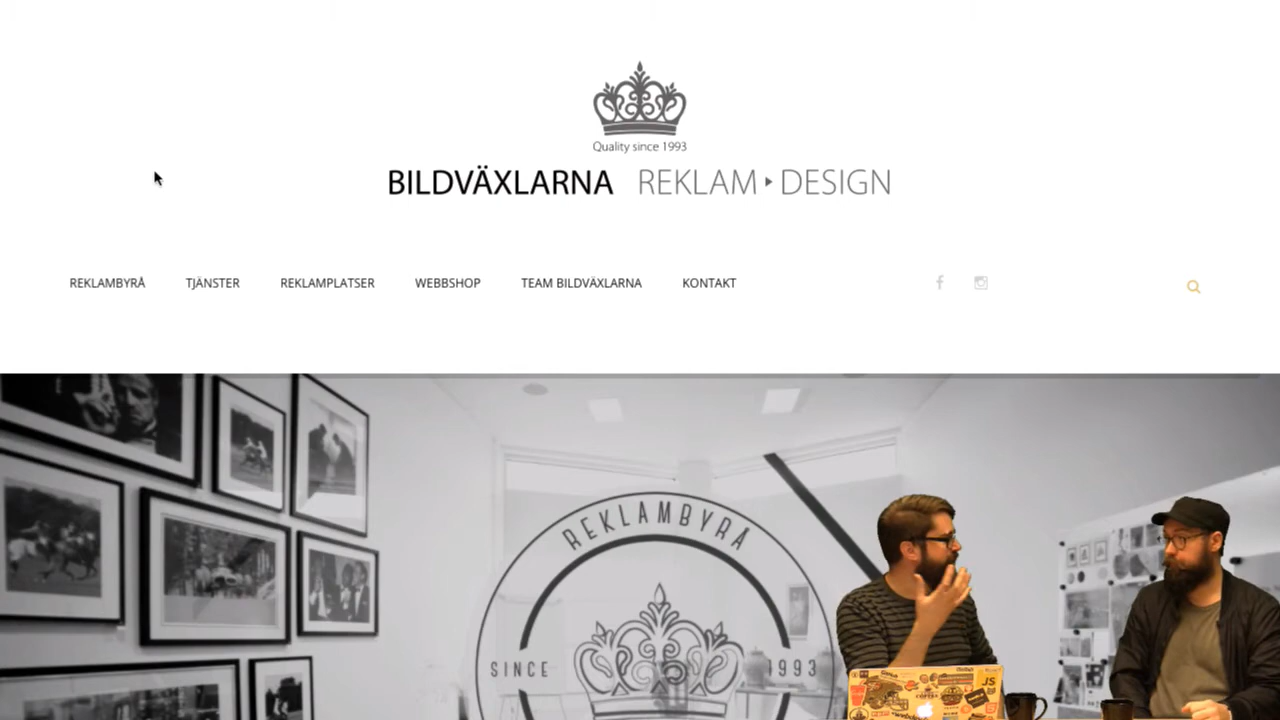 Quality since 1993
BILDVÄXLARNA REKLAM DESIGN
REKLAMBYRÅ TJÄNSTER REKLAMPLATSER WEBBSHOP TEAM BILDVÄXLARNA KONTAKT
REKLAMBYRÅ
SINCE 1993
JS